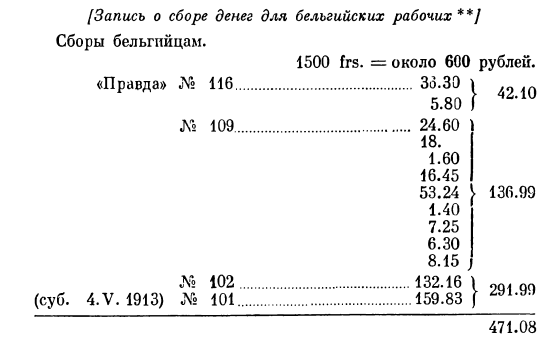 [Запись о сборе денег для бельгийских рабочих **]
Сборы бельгийцам.
1500 frs. = около 600 рублей.
«Правда» № 116 ........................ 36.30
5.80
42.10
№ 109 ........................ 24.60
18.
1.60
16.45
53.24
136.99
1.40
7.25
6.30
8.15
№ 102 ........................ 132.16
(суб. 4.V.1913) № 101 ........................ 159.83
291.99
471.08